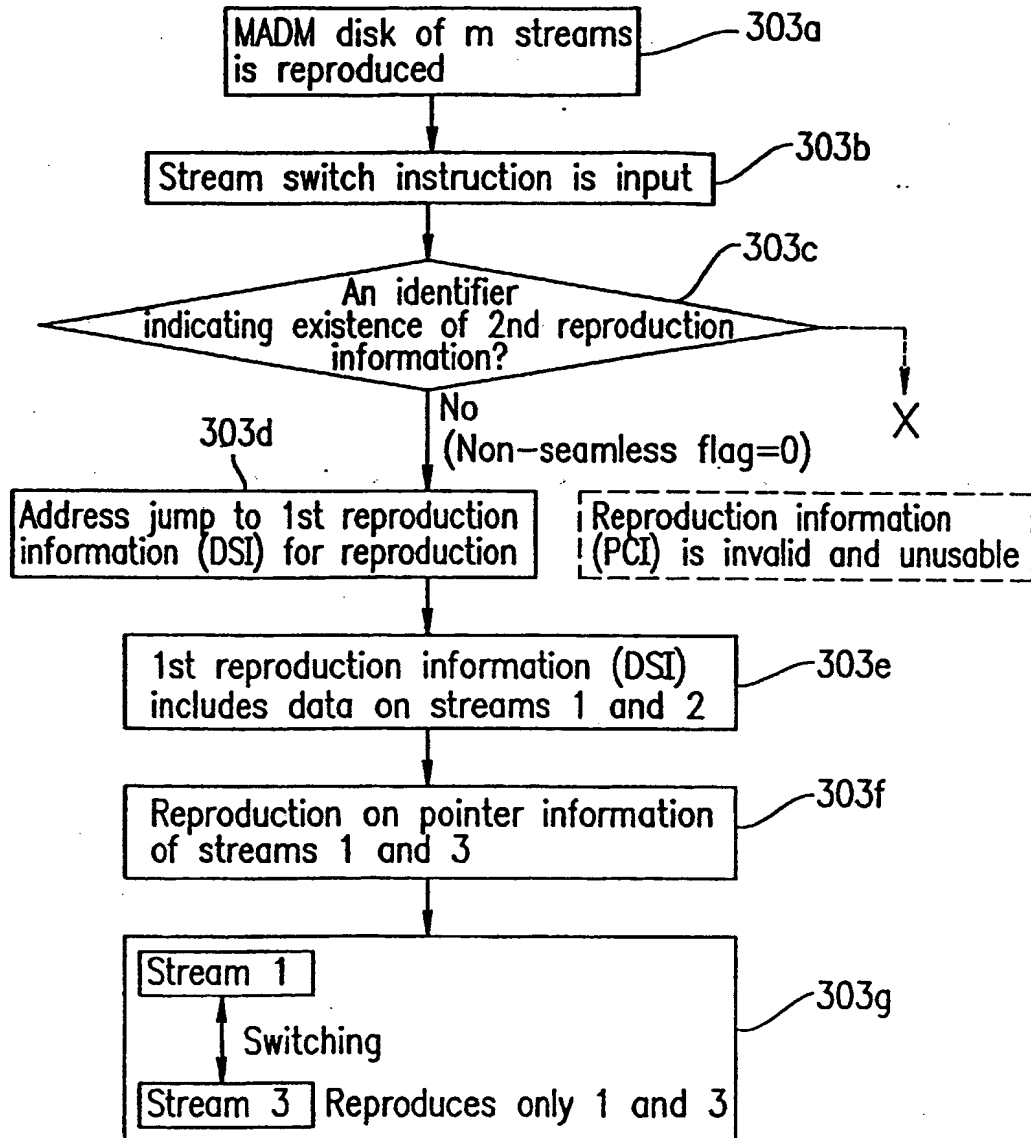 MADM disk of m streams
is reproduced
303a
Stream switch instruction is input
303b
303c
An identifier
indicating existence of 2nd reproduction
information?
No
(Non-seamless flag=0)
X
303d
Address jump to 1st reproduction
information (DSI) for reproduction
Reproduction information
(PCI) is invalid and unusable
1st reproduction information (DSI)
includes data on streams 1 and 2
303e
Reproduction on pointer information
of streams 1 and 3
303f
Stream 1
Switching
Stream 3 Reproduces only 1 and 3
303g